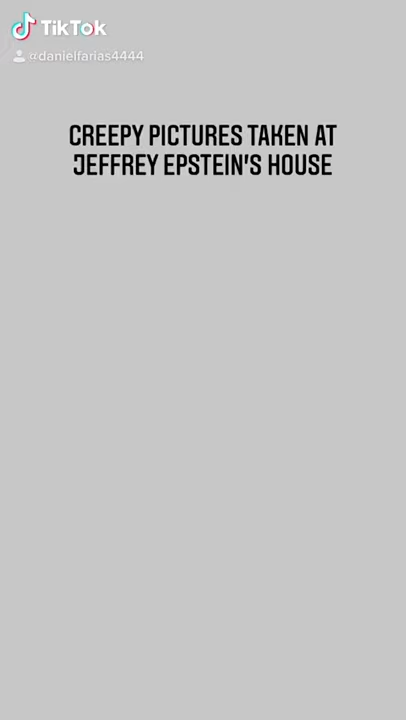 TikTok
@danielfarias4444
CREEPY PICTURES TAKEN AT
JEFFREY EPSTEIN'S HOUSE